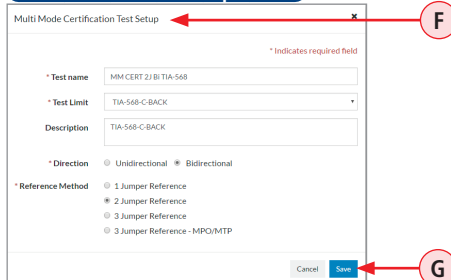 Multi Mode Certification Test Setup ×
F
* Indicates required field
* Test name MM CERT 2J Bi TIA-568
* Test Limit TIA-568-C-BACK
Description TIA-568-C-BACK
* Direction Unidirectional Bidirectional
* Reference Method 1 Jumper Reference
2 Jumper Reference
3 Jumper Reference
3 Jumper Reference - MPO/MTP
Cancel Save
G